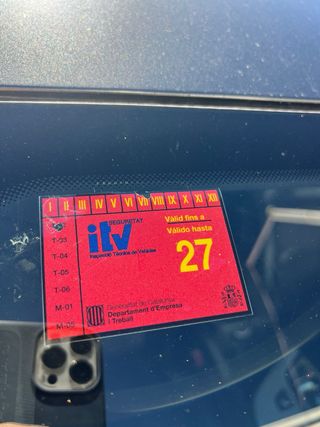 I II III IV V VI VII VIII IX X XI XII
T-03
T-04
T-05
T-06
M-01
M-05
SEGURETAT
itv
Inspecció Tècnica de Vehicles
Vàlid fins a
Válido hasta
27
Generalitat de Catalunya
Departament d'Empresa
i Treball